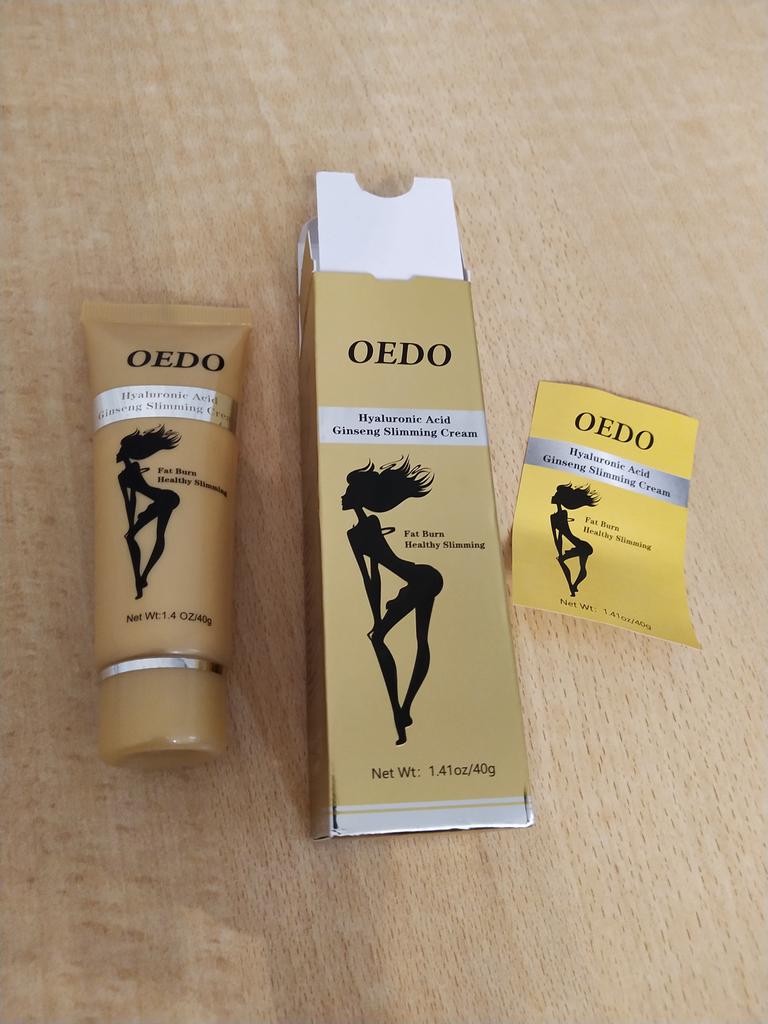 OEDO
Hyaluronic Acid
Ginseng Slimming Cream
Fat Burn
Healthy Slimming
Net Wt:1.4 OZ/40g
OEDO
Hyaluronic Acid
Ginseng Slimming Cream
Fat Burn
Healthy Slimming
Net Wt: 1.41oz/40g
OEDO
Hyaluronic Acid
Ginseng Slimming Cream
Fat Burn
Healthy Slimming
Net Wt: 1.41oz/40g